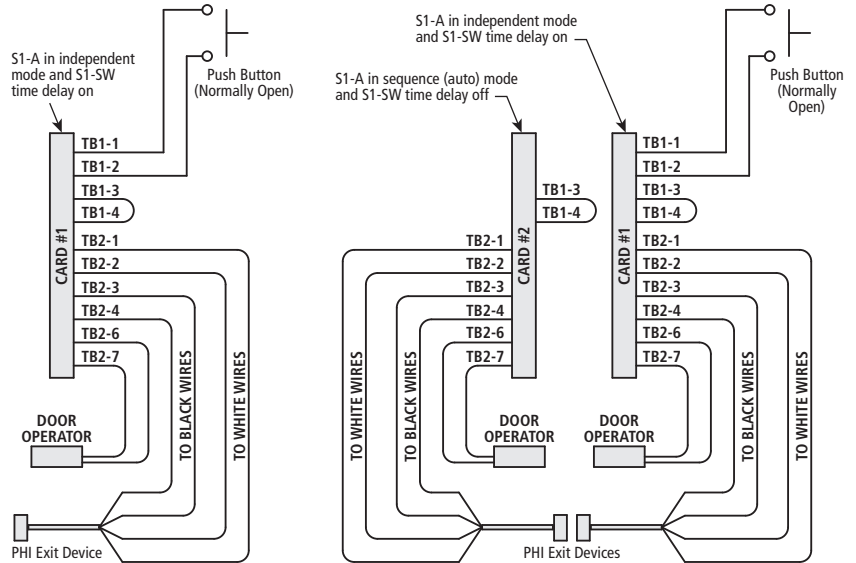 S1-A in independent
mode and S1-SW
time delay on
Push Button
(Normally Open)
TB1-1
TB1-2
TB1-3
TB1-4
TB2-1
TB2-2
TB2-3
TB2-4
TB2-6
TB2-7
CARD #1
DOOR
OPERATOR
TO BLACK WIRES
TO WHITE WIRES
PHI Exit Device
S1-A in independent mode
and S1-SW time delay on
S1-A in sequence (auto) mode
and S1-SW time delay off
Push Button
(Normally
Open)
TB1-3
TB1-4
TB2-1
TB2-2
TB2-3
TB2-4
TB2-6
TB2-7
CARD #2
TO WHITE WIRES
TO BLACK WIRES
DOOR
OPERATOR
TB1-1
TB1-2
TB1-3
TB1-4
TB2-1
TB2-2
TB2-3
TB2-4
TB2-6
TB2-7
CARD #1
DOOR
OPERATOR
TO BLACK WIRES
TO WHITE WIRES
PHI Exit Devices